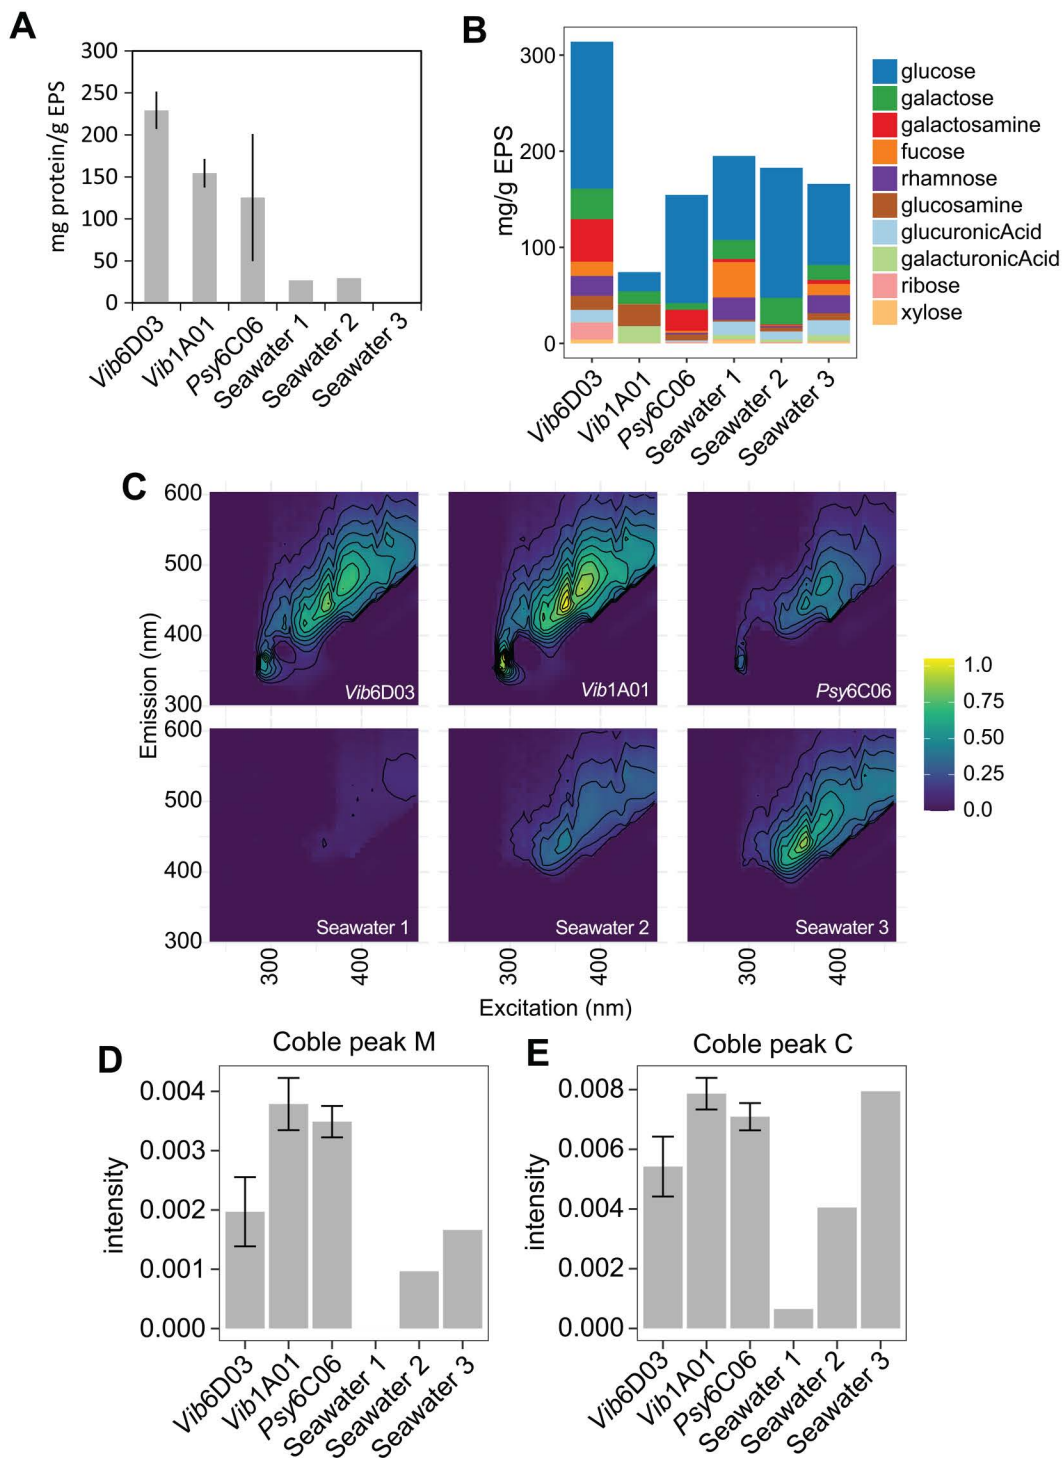 A
300
250
200
150
100
50
0
mg protein/g EPS
Vib6D03
Vib1A01
Psy6C06
Seawater 1
Seawater 2
Seawater 3
B
300
200
100
0
mg/g EPS
Vib6D03
Vib1A01
Psy6C06
Seawater 1
Seawater 2
Seawater 3
glucose
galactose
galactosamine
fucose
rhamnose
glucosamine
glucuronicAcid
galacturonicAcid
ribose
xylose
C
600
500
400
300
Vib6D03
Vib1A01
Psy6C06
Emission (nm)
600
500
400
300
Seawater 1
Seawater 2
Seawater 3
300
400
300
400
300
400
Excitation (nm)
1.0
0.75
0.50
0.25
0.0
D
Coble peak M
0.004
0.003
0.002
0.001
0.000
intensity
Vib6D03
Vib1A01
Psy6C06
Seawater 1
Seawater 2
Seawater 3
E
Coble peak C
0.008
0.006
0.004
0.002
0.000
intensity
Vib6D03
Vib1A01
Psy6C06
Seawater 1
Seawater 2
Seawater 3